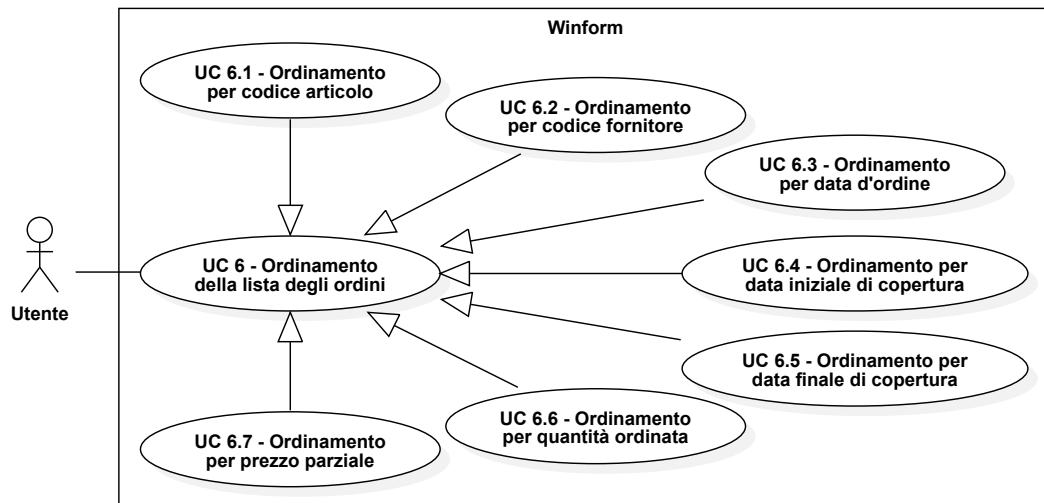 Winform
UC 6.1 - Ordinamento
per codice articolo
UC 6.2 - Ordinamento
per codice fornitore
UC 6.3 - Ordinamento
per data d'ordine
UC 6 - Ordinamento
della lista degli ordini
UC 6.4 - Ordinamento per
data iniziale di copertura
Utente
UC 6.5 - Ordinamento per
data finale di copertura
UC 6.6 - Ordinamento
per quantità ordinata
UC 6.7 - Ordinamento
per prezzo parziale